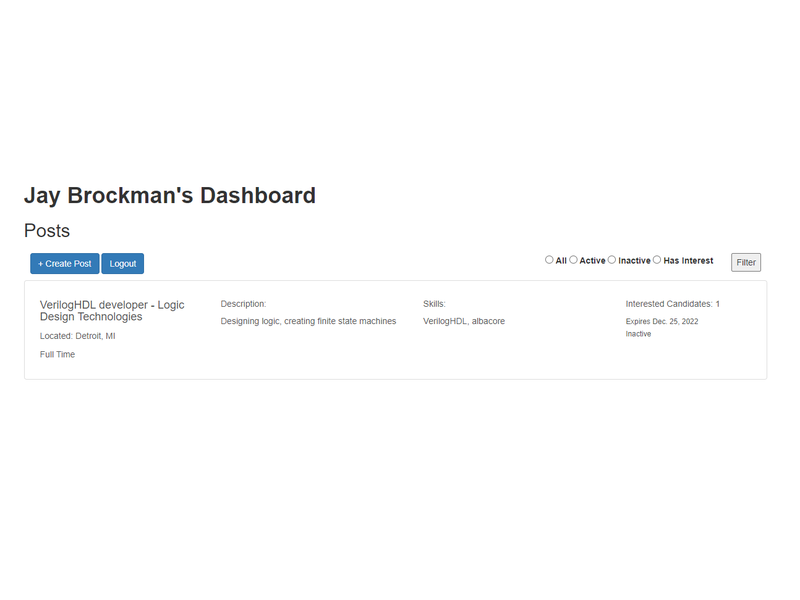 Jay Brockman's Dashboard
Posts
+ Create Post
Logout
All
Active
Inactive
Has Interest
Filter
VerilogHDL developer - Logic
Design Technologies
Located: Detroit, MI
Full Time
Description:
Designing logic, creating finite state machines
Skills:
VerilogHDL, albacore
Interested Candidates: 1
Expires Dec. 25, 2022
Inactive